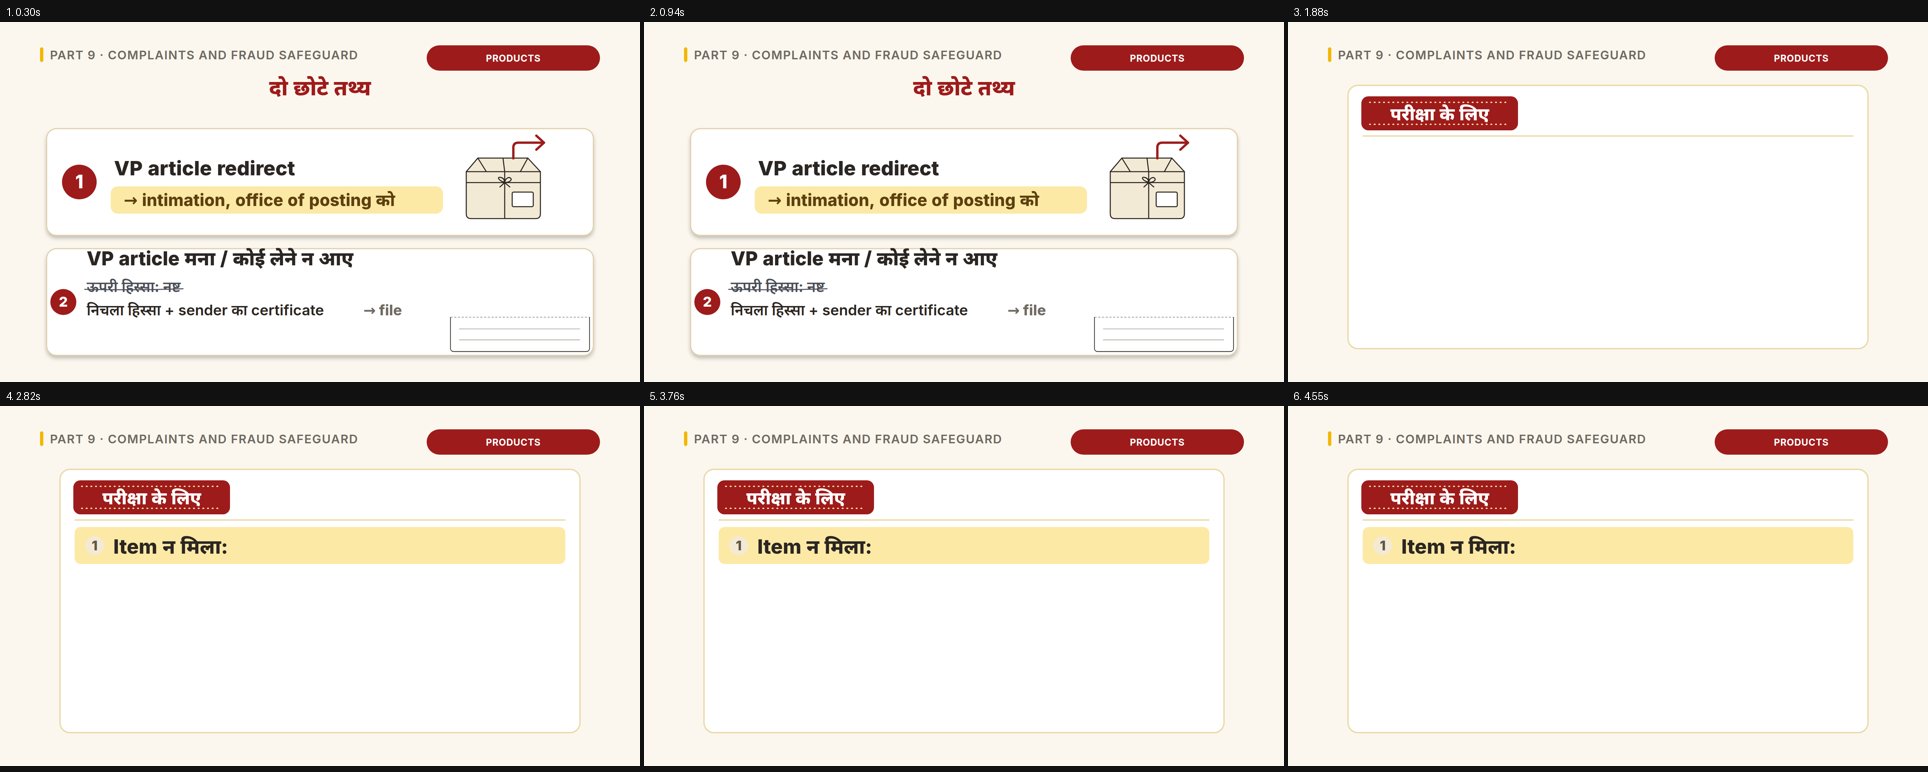 1. 0.30s
PART 9 · COMPLAINTS AND FRAUD SAFEGUARD
PRODUCTS
दो छोटे तथ्य
1
VP article redirect
→ intimation, office of posting को
VP article मना / कोई लेने न आए
ऊपरी हिस्सा: नष्ट
2
निचला हिस्सा + sender का certificate → file
2. 0.94s
PART 9 · COMPLAINTS AND FRAUD SAFEGUARD
PRODUCTS
दो छोटे तथ्य
1
VP article redirect
→ intimation, office of posting को
VP article मना / कोई लेने न आए
ऊपरी हिस्सा: नष्ट
2
निचला हिस्सा + sender का certificate → file
3. 1.88s
PART 9 · COMPLAINTS AND FRAUD SAFEGUARD
PRODUCTS
परीक्षा के लिए
4. 2.82s
PART 9 · COMPLAINTS AND FRAUD SAFEGUARD
PRODUCTS
परीक्षा के लिए
1 Item न मिला:
5. 3.76s
PART 9 · COMPLAINTS AND FRAUD SAFEGUARD
PRODUCTS
परीक्षा के लिए
1 Item न मिला:
6. 4.55s
PART 9 · COMPLAINTS AND FRAUD SAFEGUARD
PRODUCTS
परीक्षा के लिए
1 Item न मिला: